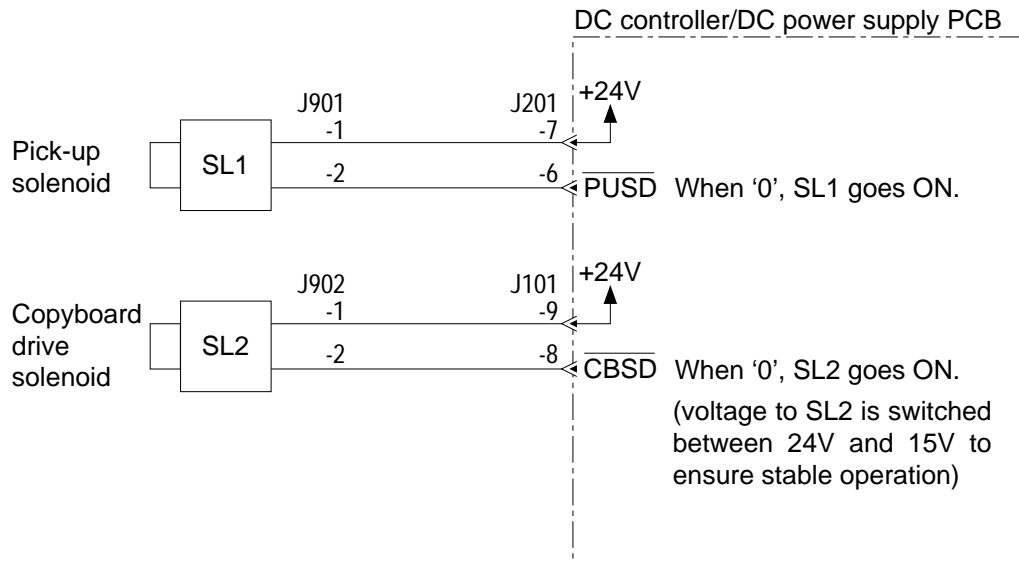 DC controller/DC power supply PCB
+24V
J901
J201
-1
-7
Pick-up
solenoid
SL1
-2
-6
PUSD When ‘0’, SL1 goes ON.
+24V
J902
J101
-1
-9
Copyboard
drive
solenoid
SL2
-2
-8
CBSD When ‘0’, SL2 goes ON.
(voltage to SL2 is switched
between 24V and 15V to
ensure stable operation)